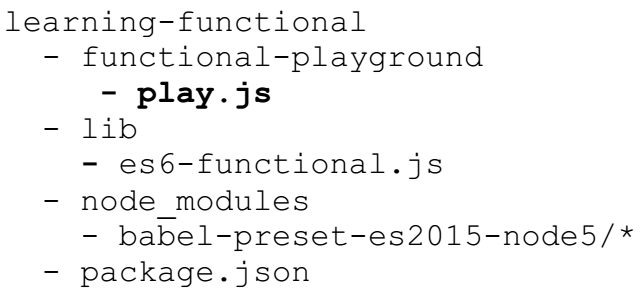 learning-functional
- functional-playground
- play.js
- lib
- es6-functional.js
- node_modules
- babel-preset-es2015-node5/*
- package.json